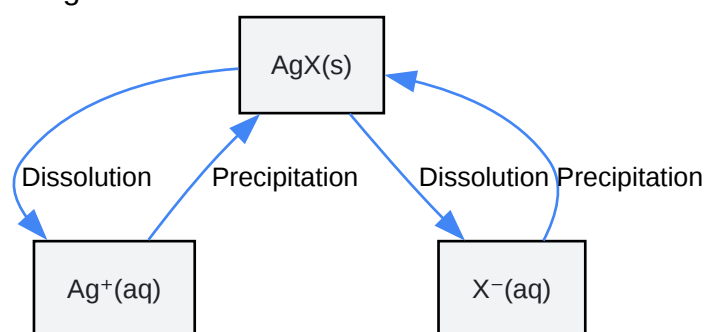 AgX(s)
Dissolution
Precipitation
Dissolution
Precipitation
Ag⁺(aq)
X⁻(aq)